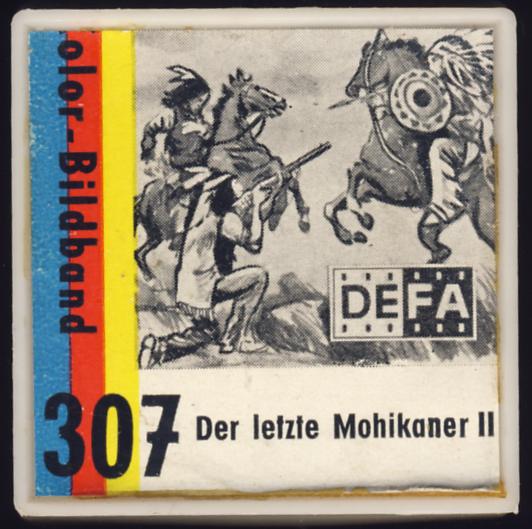 olor-Bildband
DEFA
307 Der letzte Mohikaner II